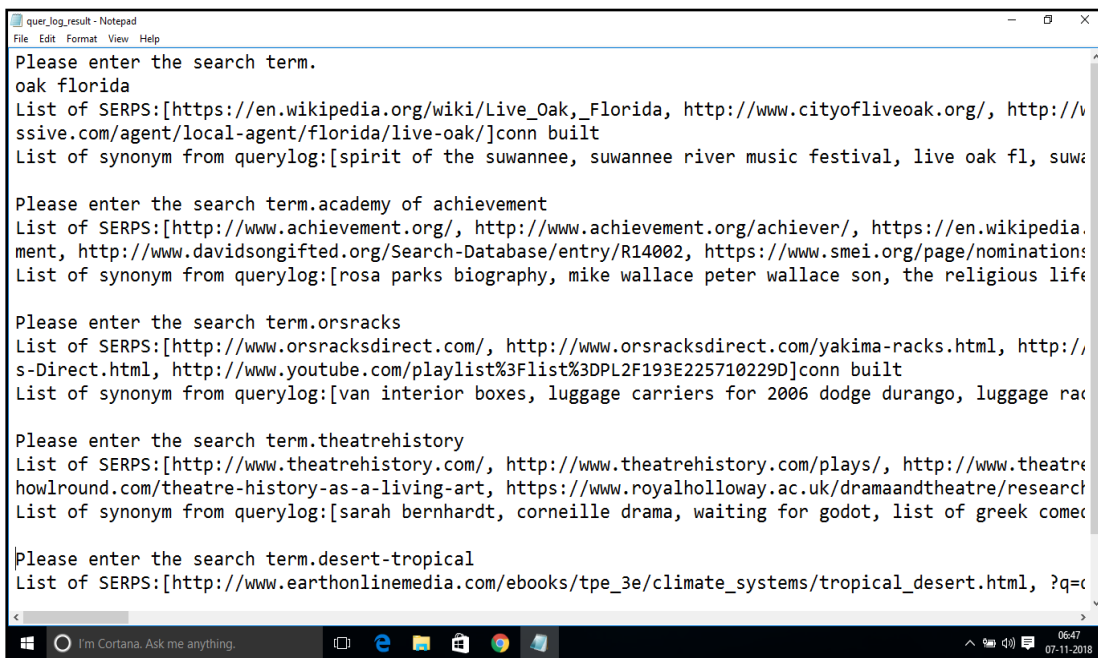 quer_log_result - Notepad
File Edit Format View Help
Please enter the search term.
oak florida
List of SERPS:[https://en.wikipedia.org/wiki/Live_Oak,_Florida, http://www.cityofliveoak.org/, http://
ssive.com/agent/local-agent/florida/live-oak/]conn built
List of synonym from querylog:[spirit of the suwannee, suwannee river music festival, live oak fl,
Please enter the search term.academy of achievement
List of SERPS:[http://www.achievement.org/, http://www.achievement.org/achiever/, https://en.wikipedia.
ment, http://www.davidsongifted.org/Search-Database/entry/R14002, https://www.smei.org/page/nominations
List of synonym from querylog:[rosa parks biography, mike wallace peter wallace son, the religious life
Please enter the search term.orsracks
List of SERPS:[http://www.orsracksdirect.com/, http://www.orsracksdirect.com/yakima-racks.html, http:/
s-Direct.html, http://www.youtube.com/playlist%3Flist%3DPL2F193E225710229D]conn built
List of synonym from querylog:[van interior boxes, luggage carriers for 2006 dodge durango, luggage
Please enter the search term.theatrehistory
List of SERPS:[http://www.theatrehistory.com/, http://www.theatrehistory.com/plays/, http://www.theatre
howlround.com/theatre-history-as-a-living-art, https://www.royalholloway.ac.uk/dramaandtheatre/research
List of synonym from querylog:[sarah bernhardt, corneille drama, waiting for godot, list of greek
Please enter the search term.desert-tropical
List of SERPS:[http://www.earthonlinemedia.com/ebooks/tpe_3e/climate_systems/tropical_desert.html, ?q=
I'm Cortana. Ask me anything.
06:47
07-11-2018